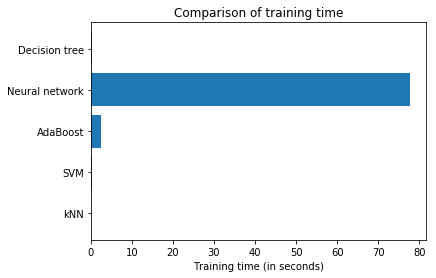 Comparison of training time
Decision tree
Neural network
AdaBoost
SVM
kNN
0 10 20 30 40 50 60 70 80
Training time (in seconds)